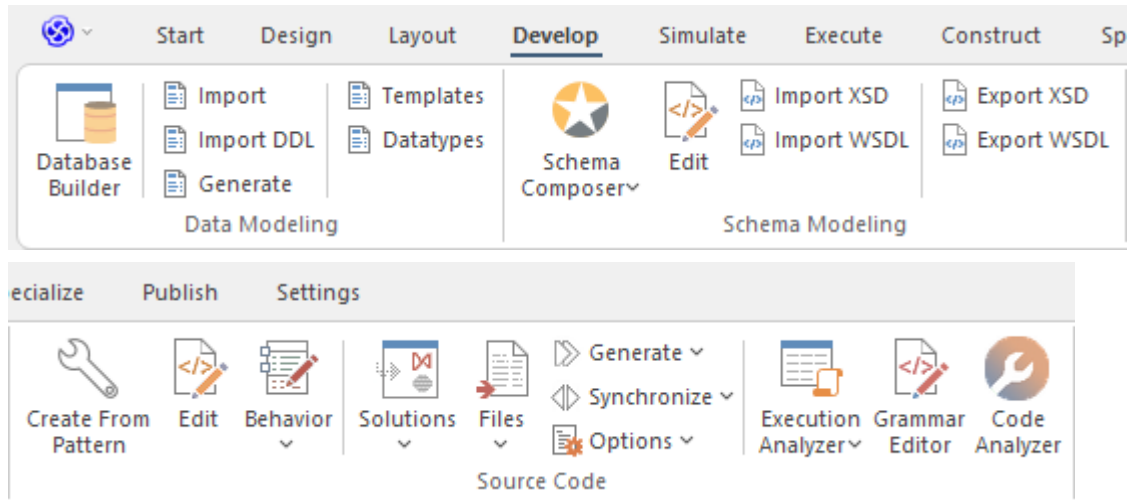 Start Design Layout Develop Simulate Execute Construct Sp
Import Templates Import XSD Export XSD
Import DDL Datatypes Import WSDL Export WSDL
Database Builder Generate Schema Composer Edit
Data Modeling Schema Modeling
ecialize Publish Settings
Generate
Synchronize
Create From Pattern Edit Behavior Solutions Files Options Execution Analyzer Grammar Editor Code Analyzer
Source Code